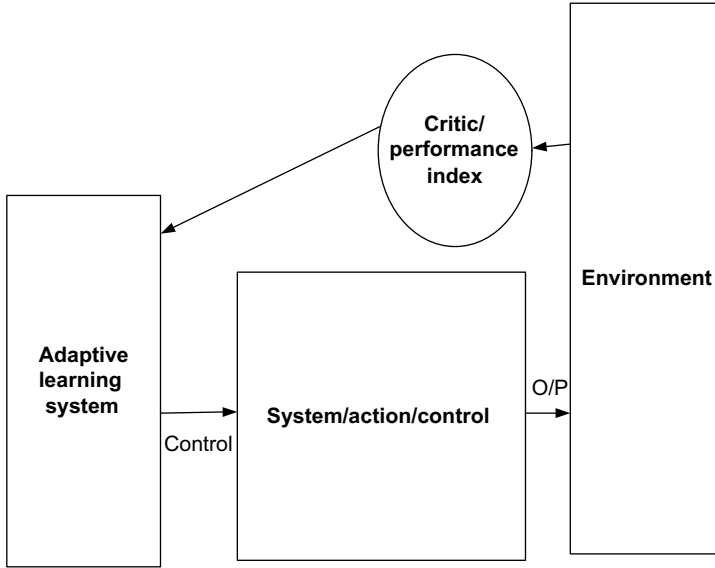 Critic/
performance
index
Environment
Adaptive
learning
system
Control
System/action/control
O/P